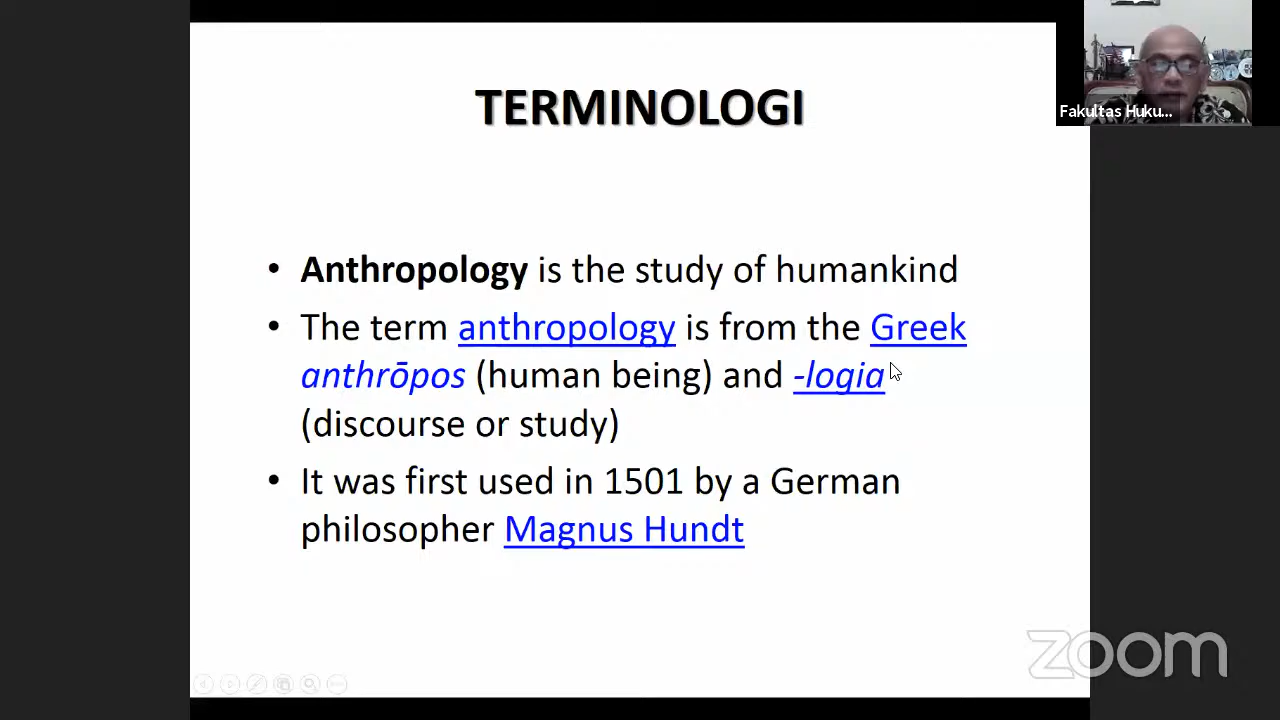 TERMINOLOGI
Fakultas Huku...
• Anthropology is the study of humankind
• The term anthropology is from the Greek
anthrōpos (human being) and -logia
(discourse or study)
• It was first used in 1501 by a German
philosopher Magnus Hundt
zoom